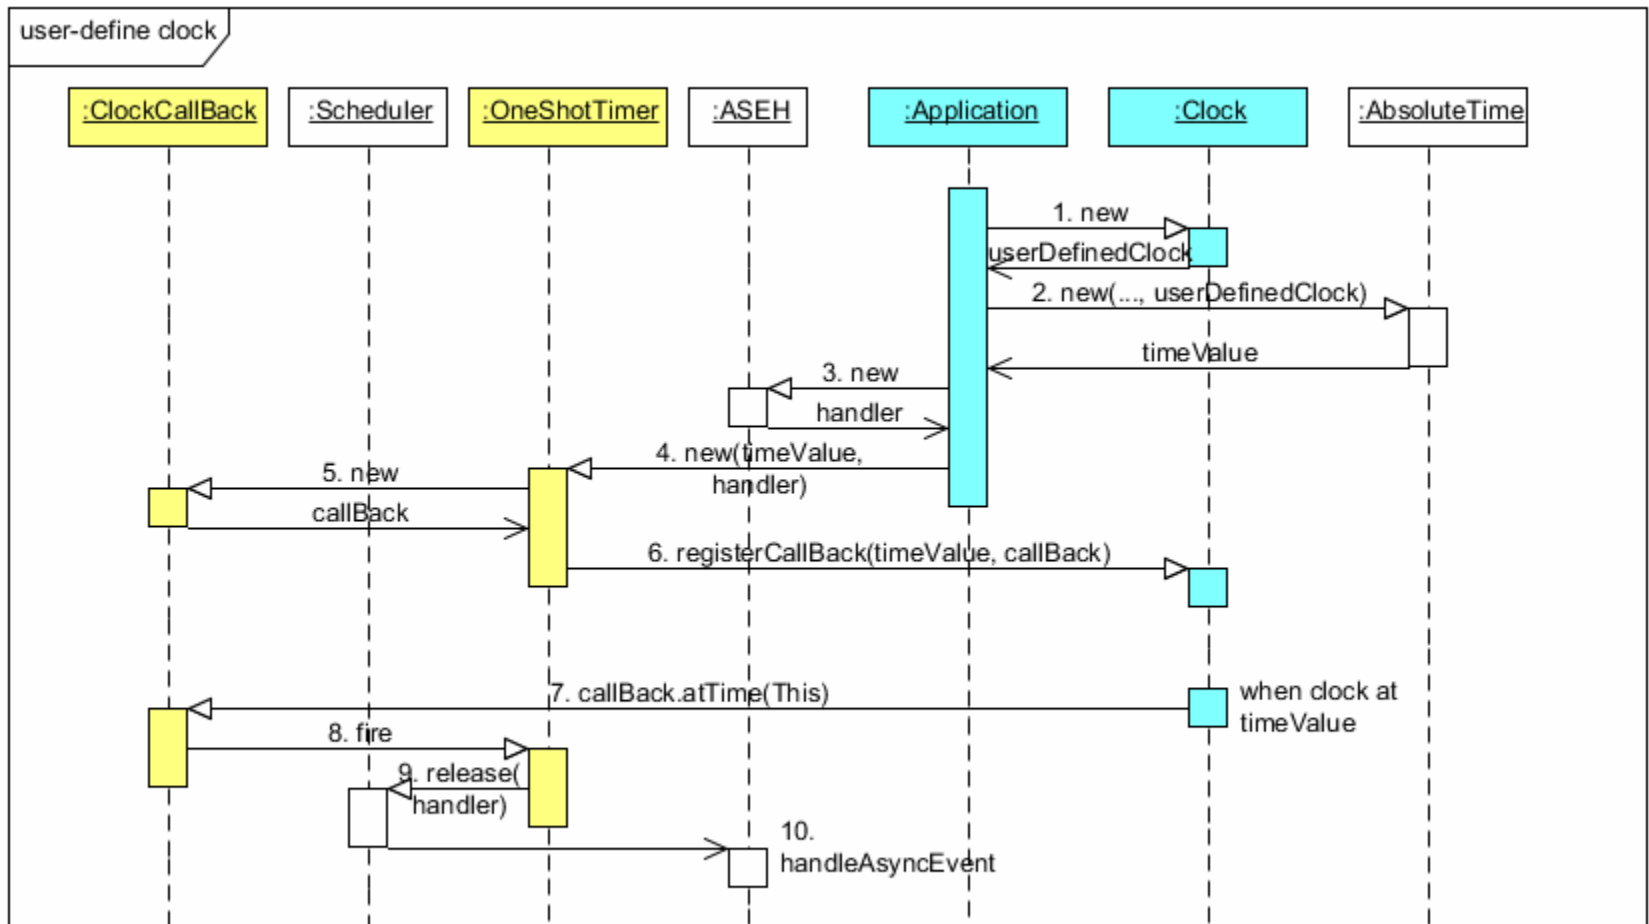 user-define clock
:ClockCallBack
:Scheduler
:OneShotTimer
:ASEH
:Application
:Clock
:AbsoluteTime
1. new
userDefinedClock
2. new(..., userDefinedClock)
timeValue
3. new
handler
4. new(timeValue,
handler)
5. new
callBack
6. registerCallBack(timeValue, callBack)
7. callBack.atTime(This)
when clock at
timeValue
8. fire
9. release(
handler)
10.
handleAsyncEvent